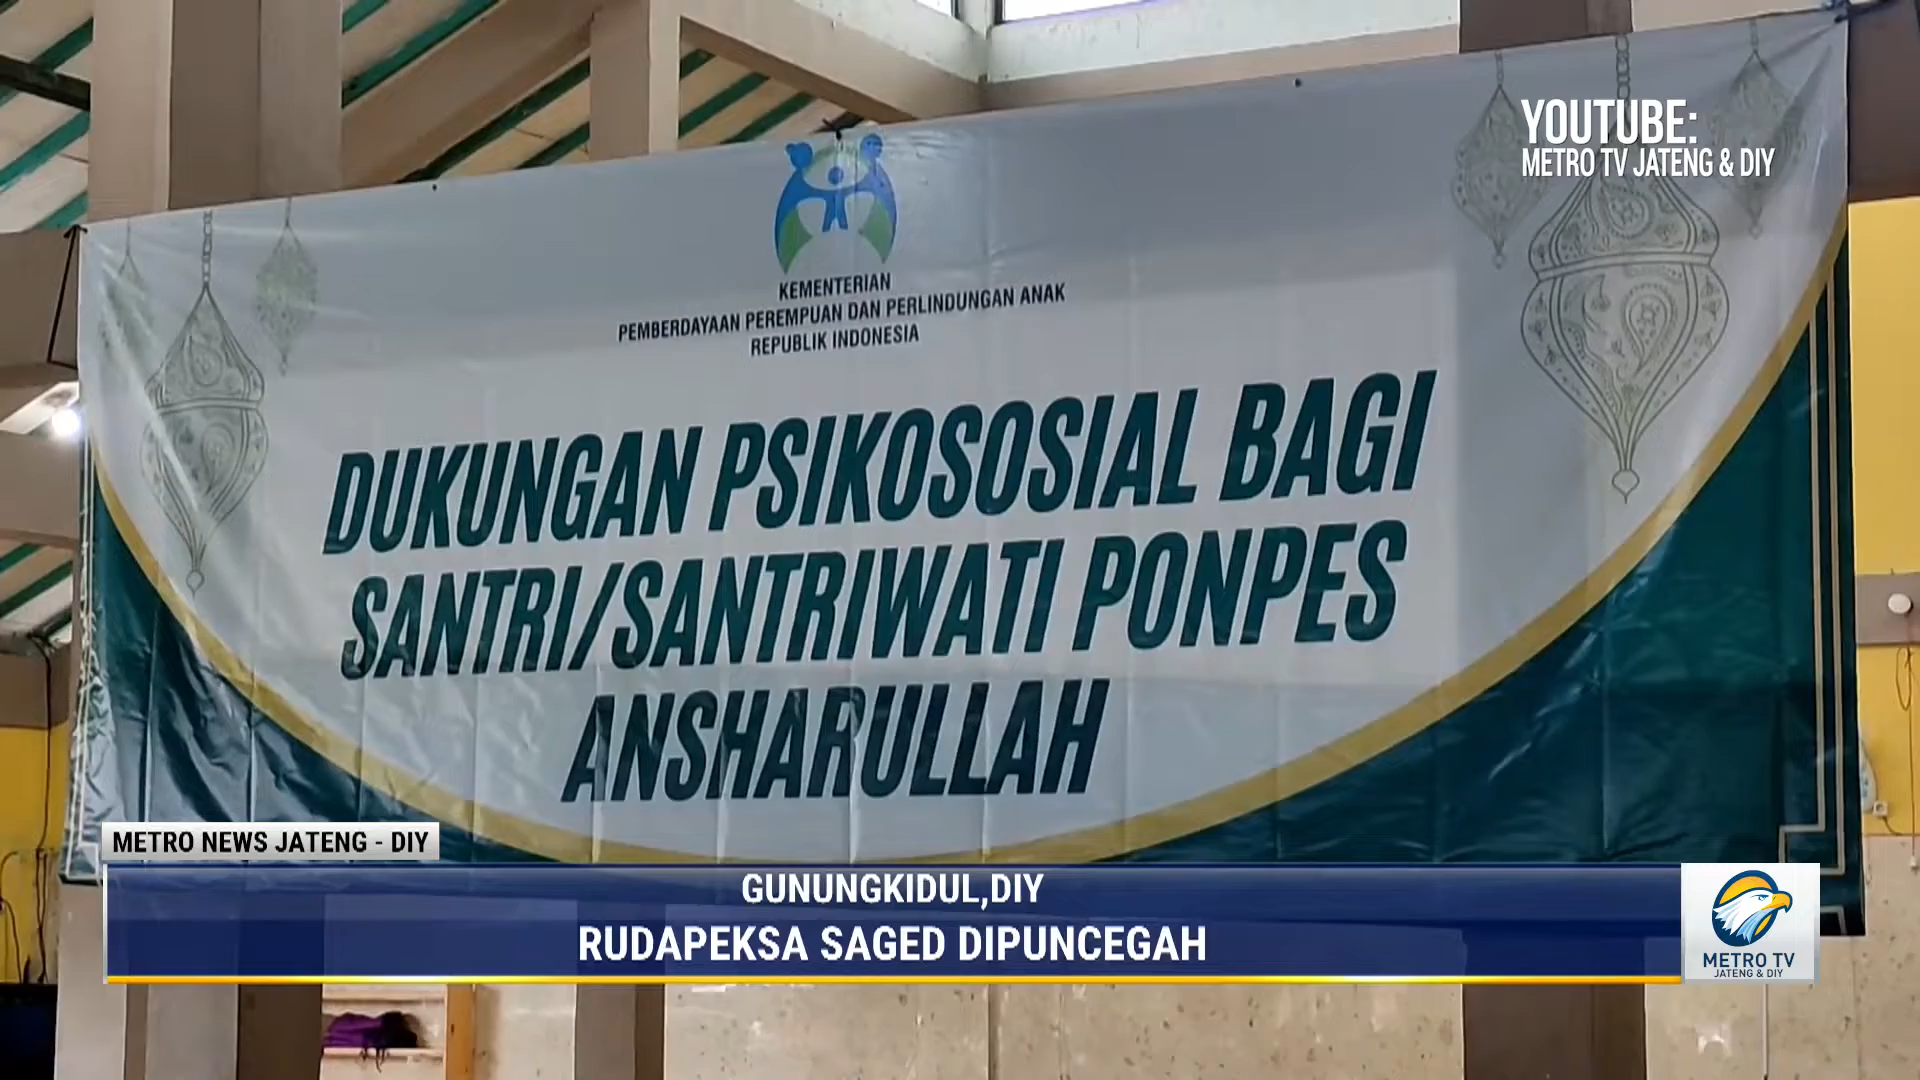 YOUTUBE:
METRO TV JATENG & DIY
KEMENTERIAN
PEMBERDAYAAN PEREMPUAN DAN PERLINDUNGAN ANAK
REPUBLIK INDONESIA
DUKUNGAN PSIKOSOSIAL BAGI
SANTRI/SANTRIWATI PONPES
ANSHARULLAH
METRO NEWS JATENG - DIY
GUNUNGKIDUL,DIY
RUDAPEKSA SAGED DIPUNCEGAH
METRO TV
JATENG & DIY